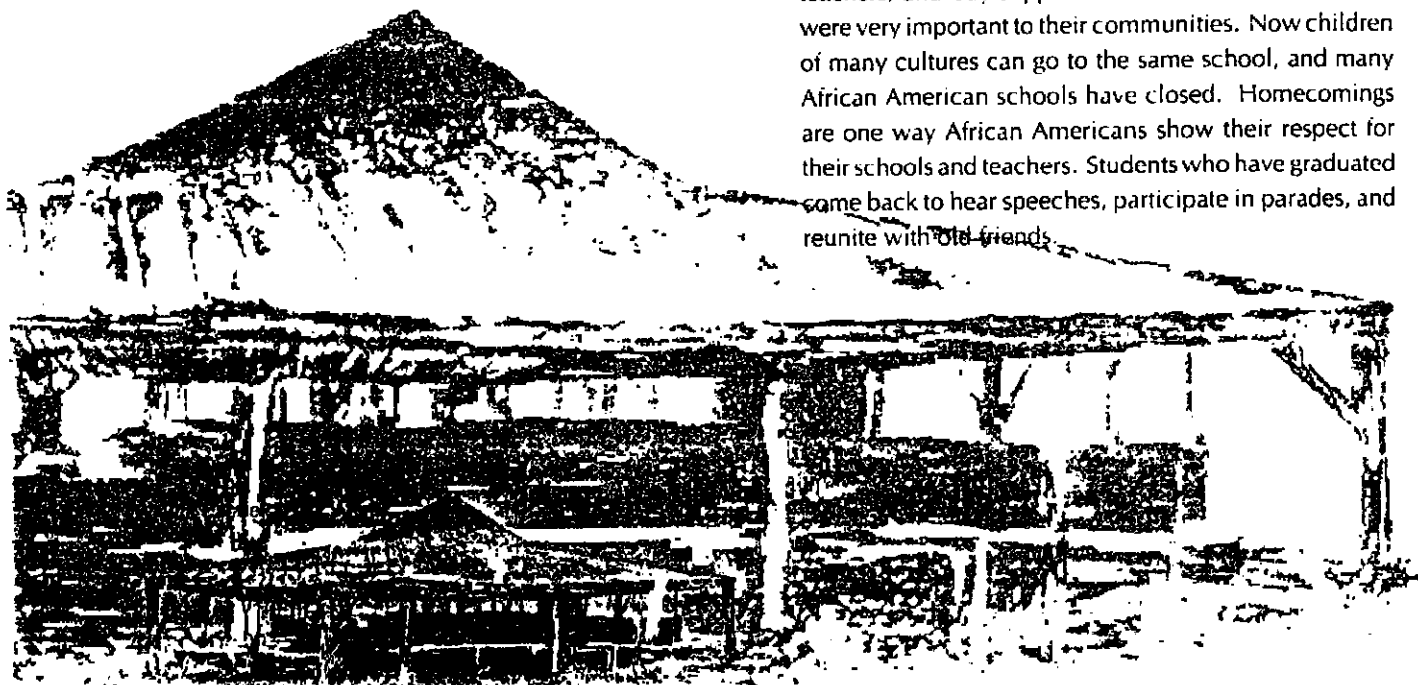 were very important to their communities. Now children
of many cultures can go to the same school, and many
African American schools have closed. Homecomings
are one way African Americans show their respect for
their schools and teachers. Students who have graduated
come back to hear speeches, participate in parades, and
reunite with old friends.